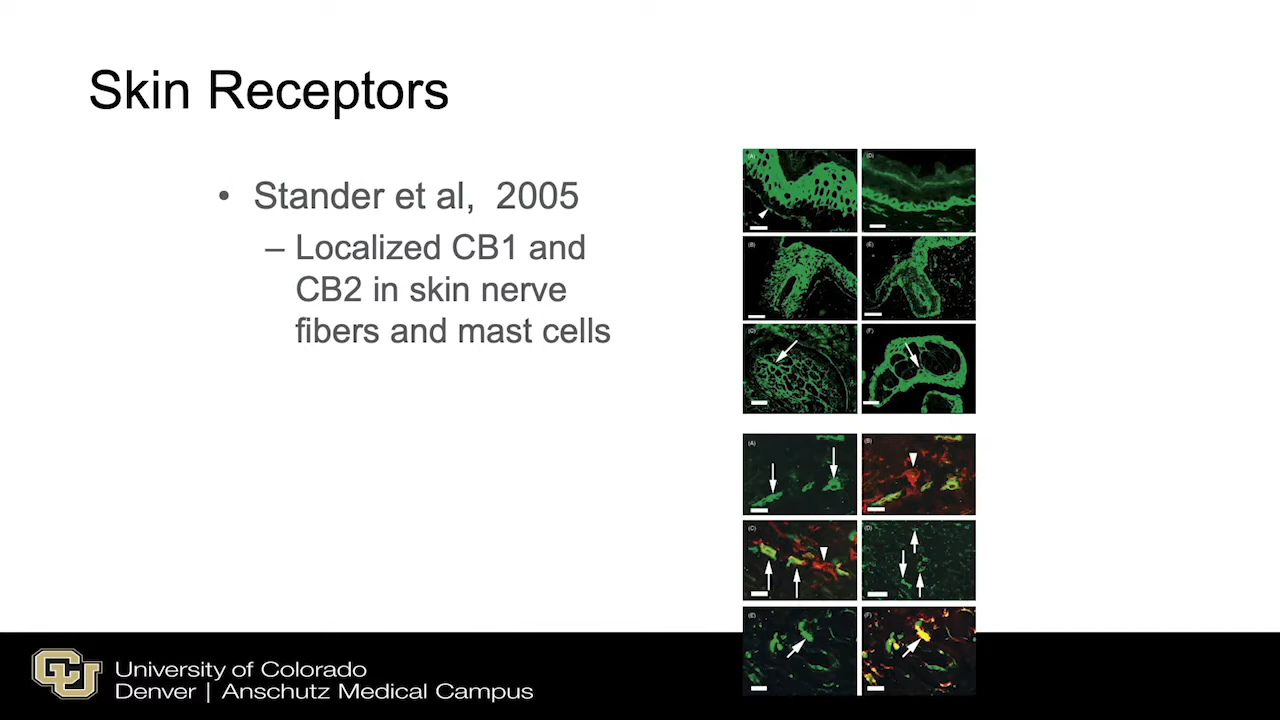 Skin Receptors
• Stander et al, 2005
– Localized CB1 and
CB2 in skin nerve
fibers and mast cells
(A)
(D)
(B)
(E)
(C)
(F)
(A)
(B)
(C)
(D)
(E)
(F)
CU
University of Colorado
Denver | Anschutz Medical Campus